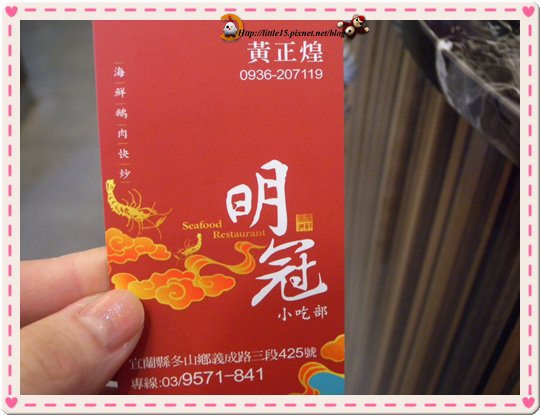 Http://little15.pixnet.net/blog
黃正煌
0936-207119
海鮮鵝肉快炒
明冠
Seafood
Restaurant
小吃部
宜蘭縣冬山鄉義成路三段425號
專線:03/9571-841